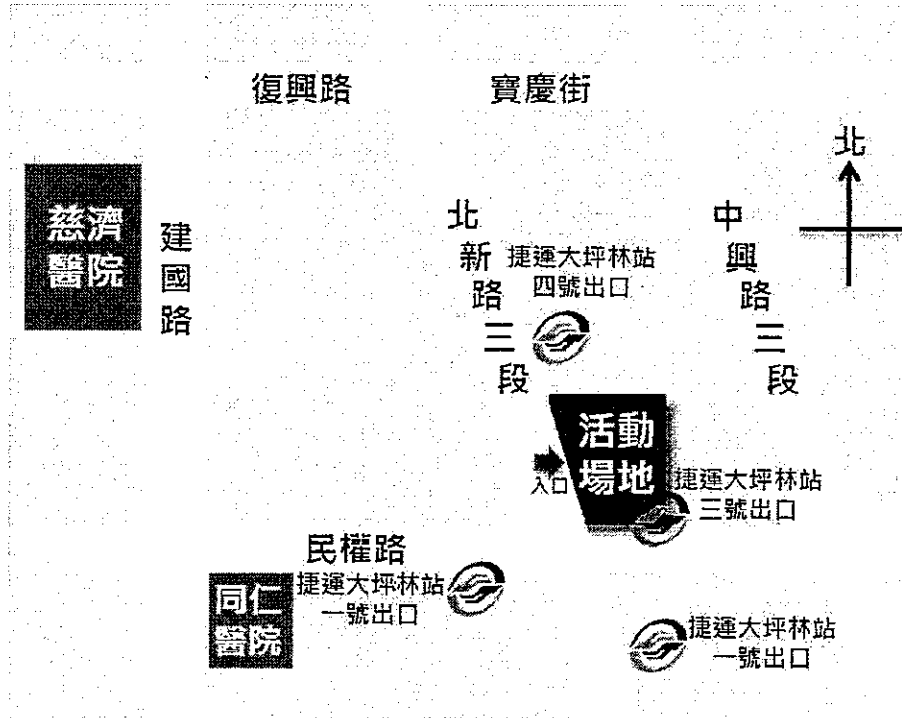 復興路
寶慶街
北
慈濟
醫院
建國路
北新路三段
捷運大坪林站
四號出口
中興路三段
活動
場地
入口
捷運大坪林站
三號出口
民權路
捷運大坪林站
一號出口
同仁
醫院
捷運大坪林站
一號出口